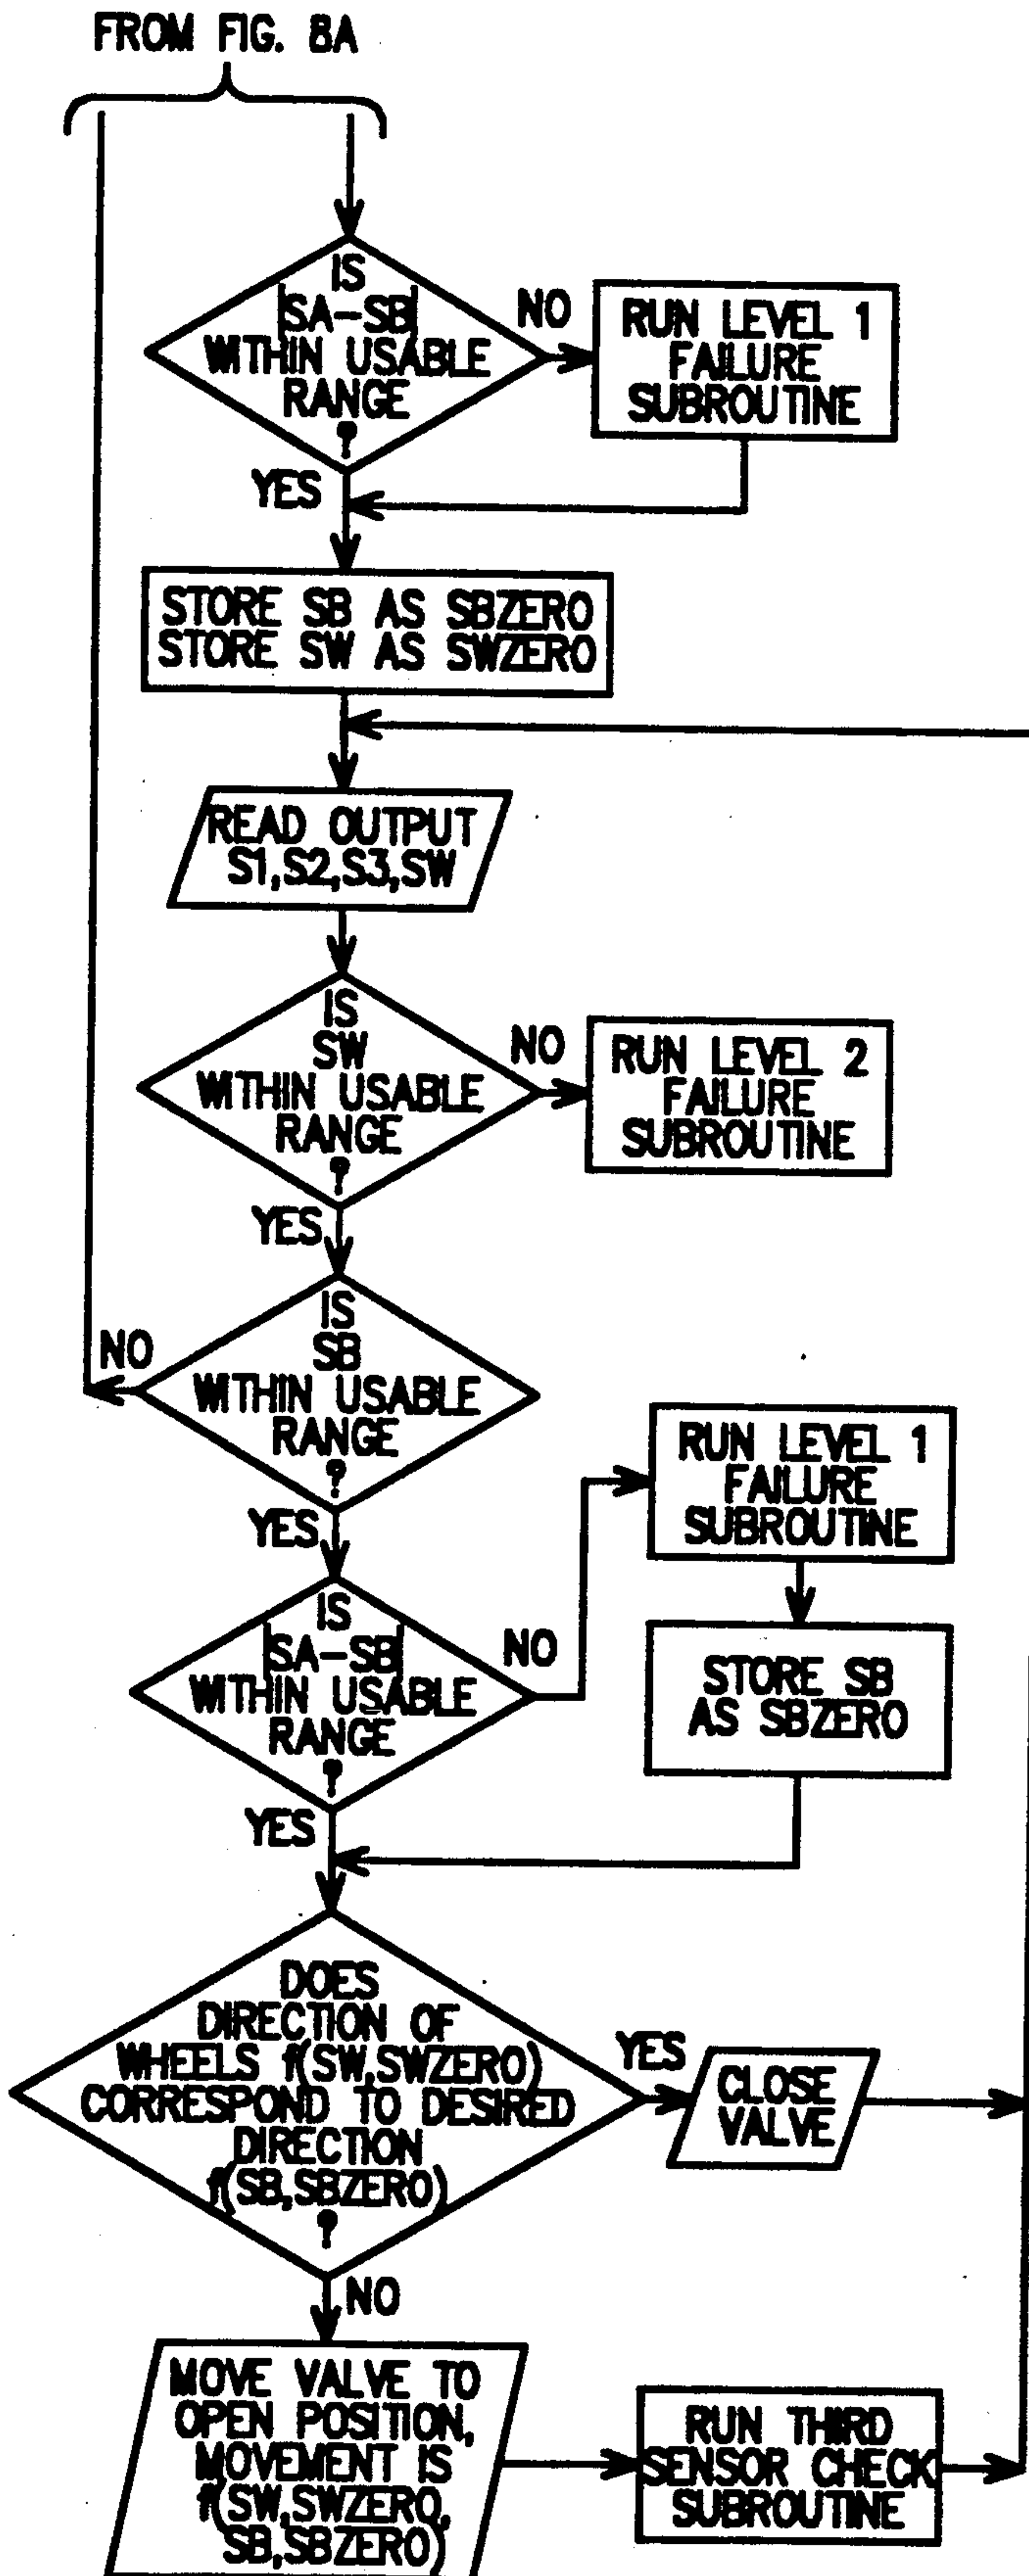 FROM FIG. 8A
IS
|SA-SB|
WITHIN USABLE
RANGE
?
NO
RUN LEVEL 1
FAILURE
SUBROUTINE
YES
STORE SB AS SBZERO
STORE SW AS SWZERO
READ OUTPUT
S1,S2,S3,SW
IS
SW
WITHIN USABLE
RANGE
?
NO
RUN LEVEL 2
FAILURE
SUBROUTINE
YES
IS
SB
WITHIN USABLE
RANGE
?
NO
YES
IS
|SA-SB|
WITHIN USABLE
RANGE
?
NO
RUN LEVEL 1
FAILURE
SUBROUTINE
STORE SB
AS SBZERO
YES
DOES
DIRECTION OF
WHEELS f(SW,SWZERO)
CORRESPOND TO DESIRED
DIRECTION
f(SB,SBZERO)
?
YES
CLOSE
VALVE
NO
MOVE VALVE TO
OPEN POSITION,
MOVEMENT IS
f(SW,SWZERO,
SB,SBZERO)
RUN THIRD
SENSOR CHECK
SUBROUTINE